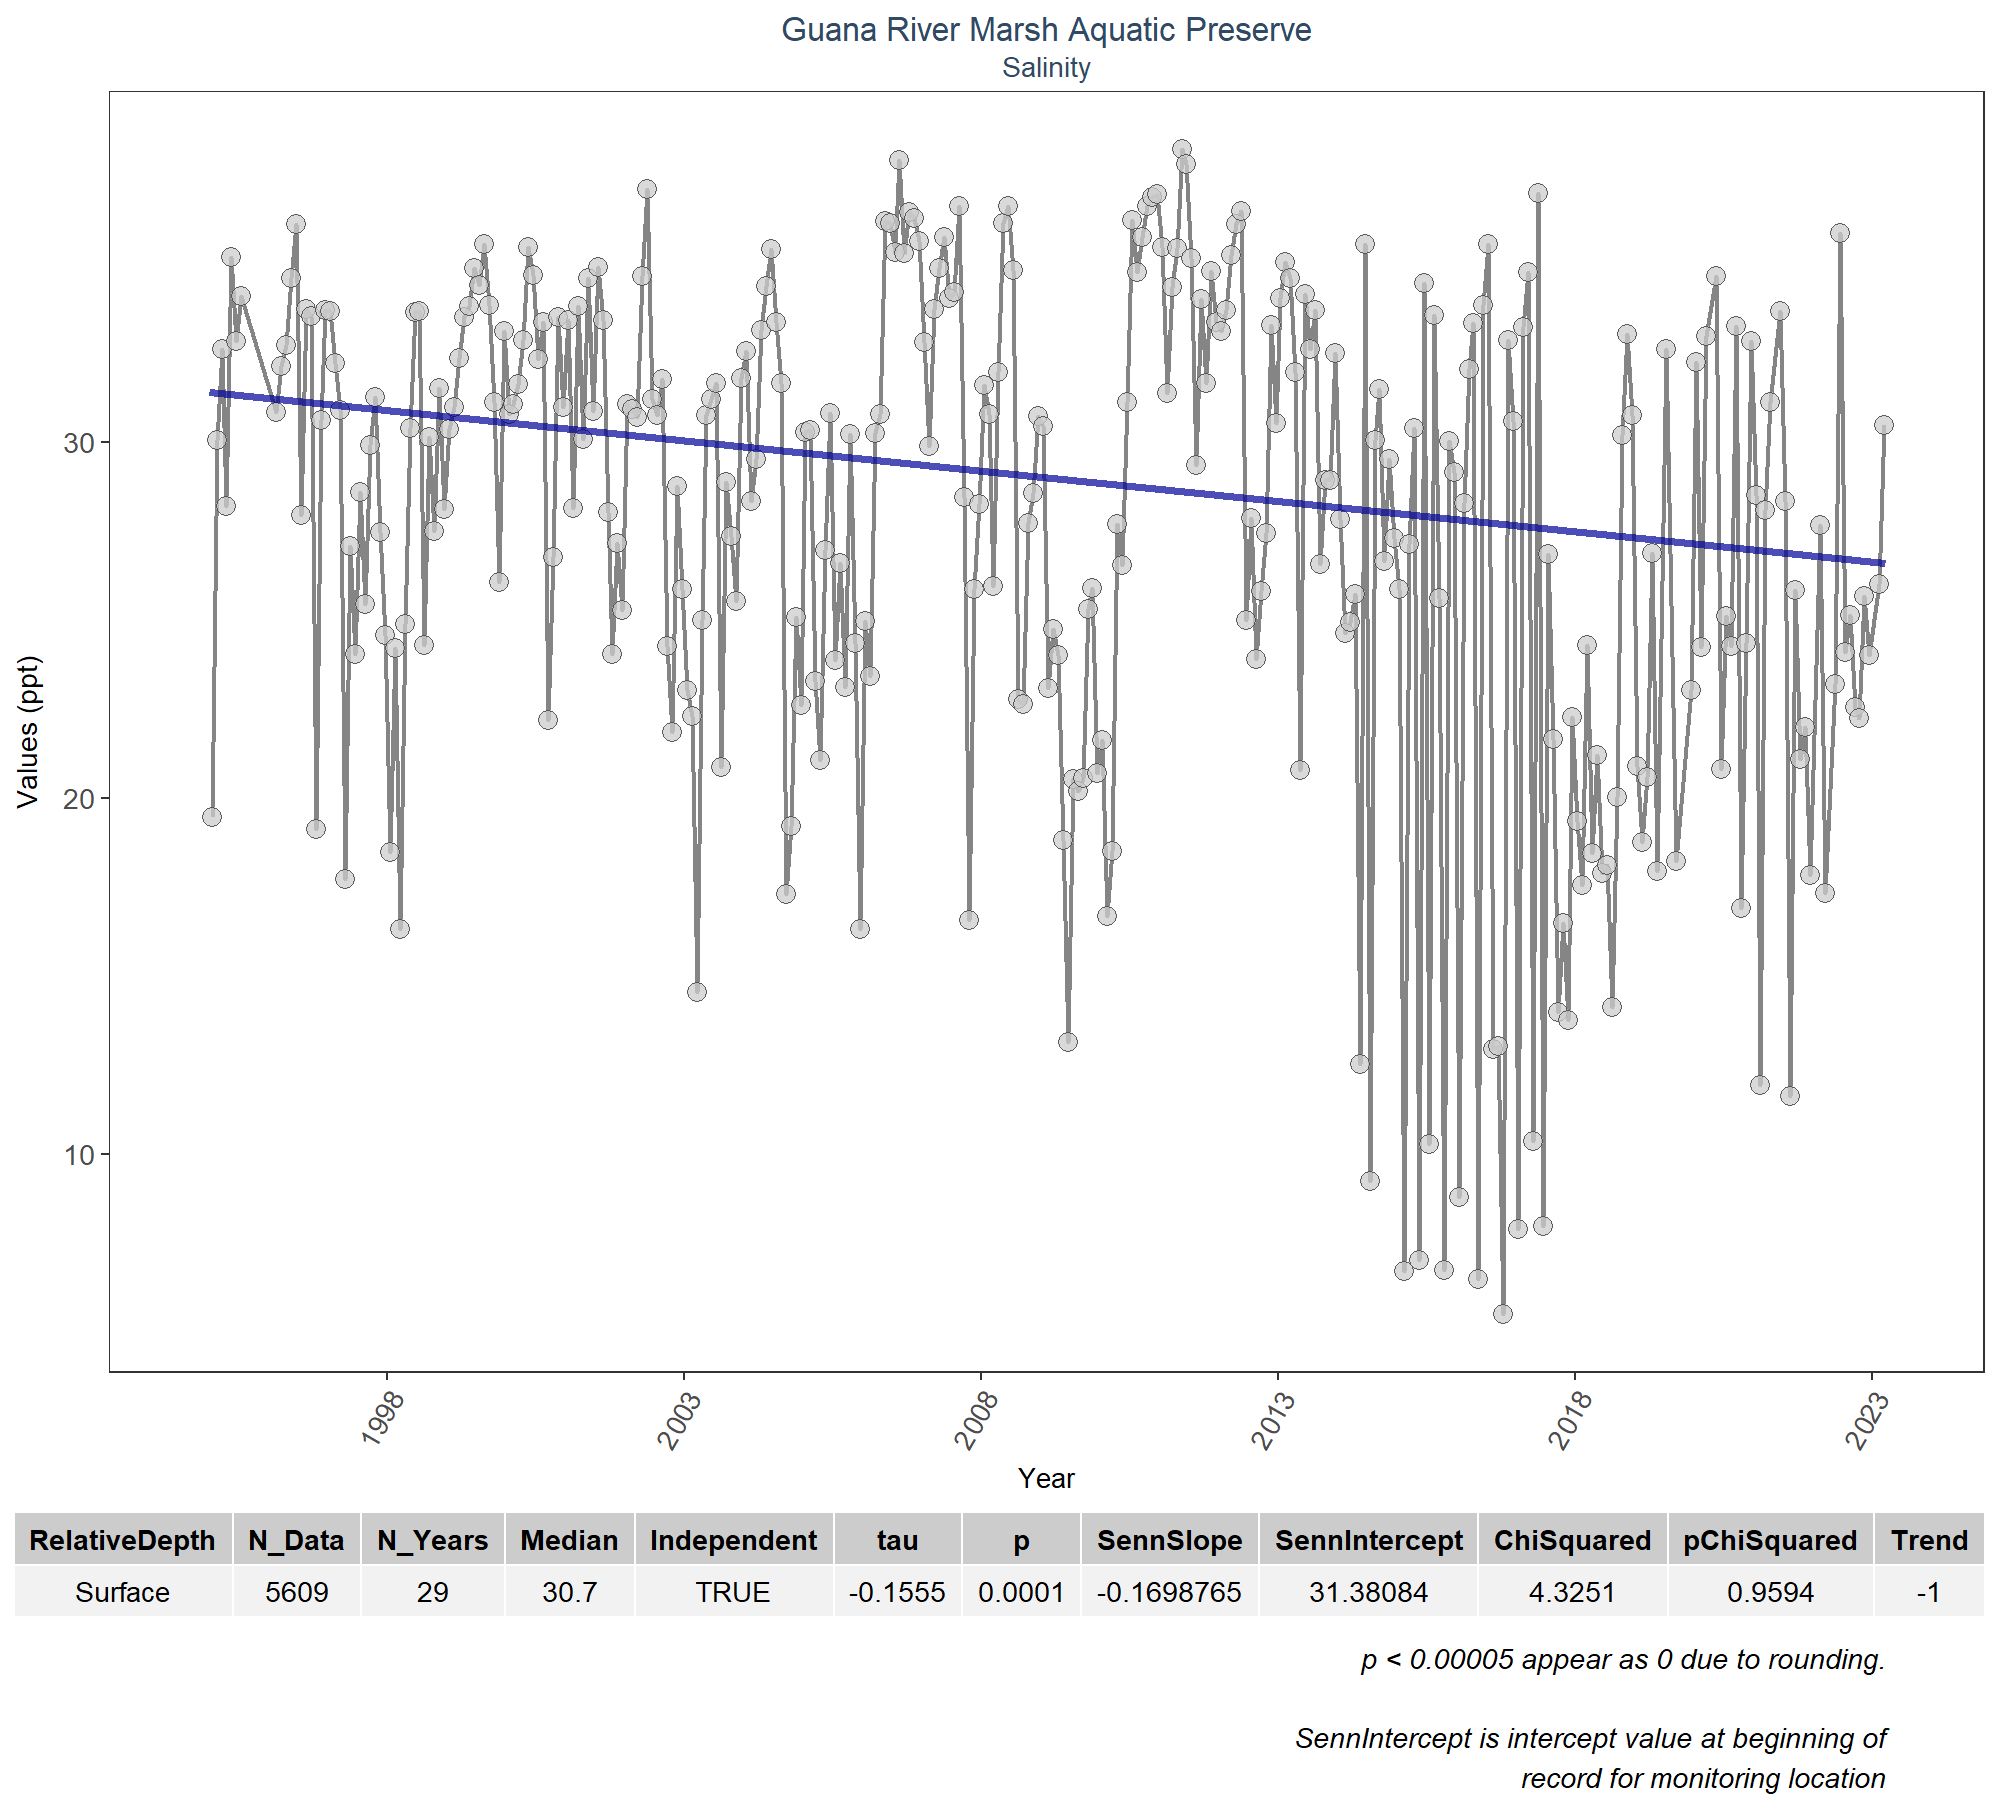 Guana River Marsh Aquatic Preserve
Salinity
Values (ppt)
30
20
10
1998 2003 2008 2013 2018 2023
Year
RelativeDepth N_Data N_Years Median Independent tau p SennSlope SennIntercept ChiSquared pChiSquared Trend
Surface 5609 29 30.7 TRUE -0.1555 0.0001 -0.1698765 31.38084 4.3251 0.9594 -1
p < 0.00005 appear as 0 due to rounding.
SennIntercept is intercept value at beginning of
record for monitoring location